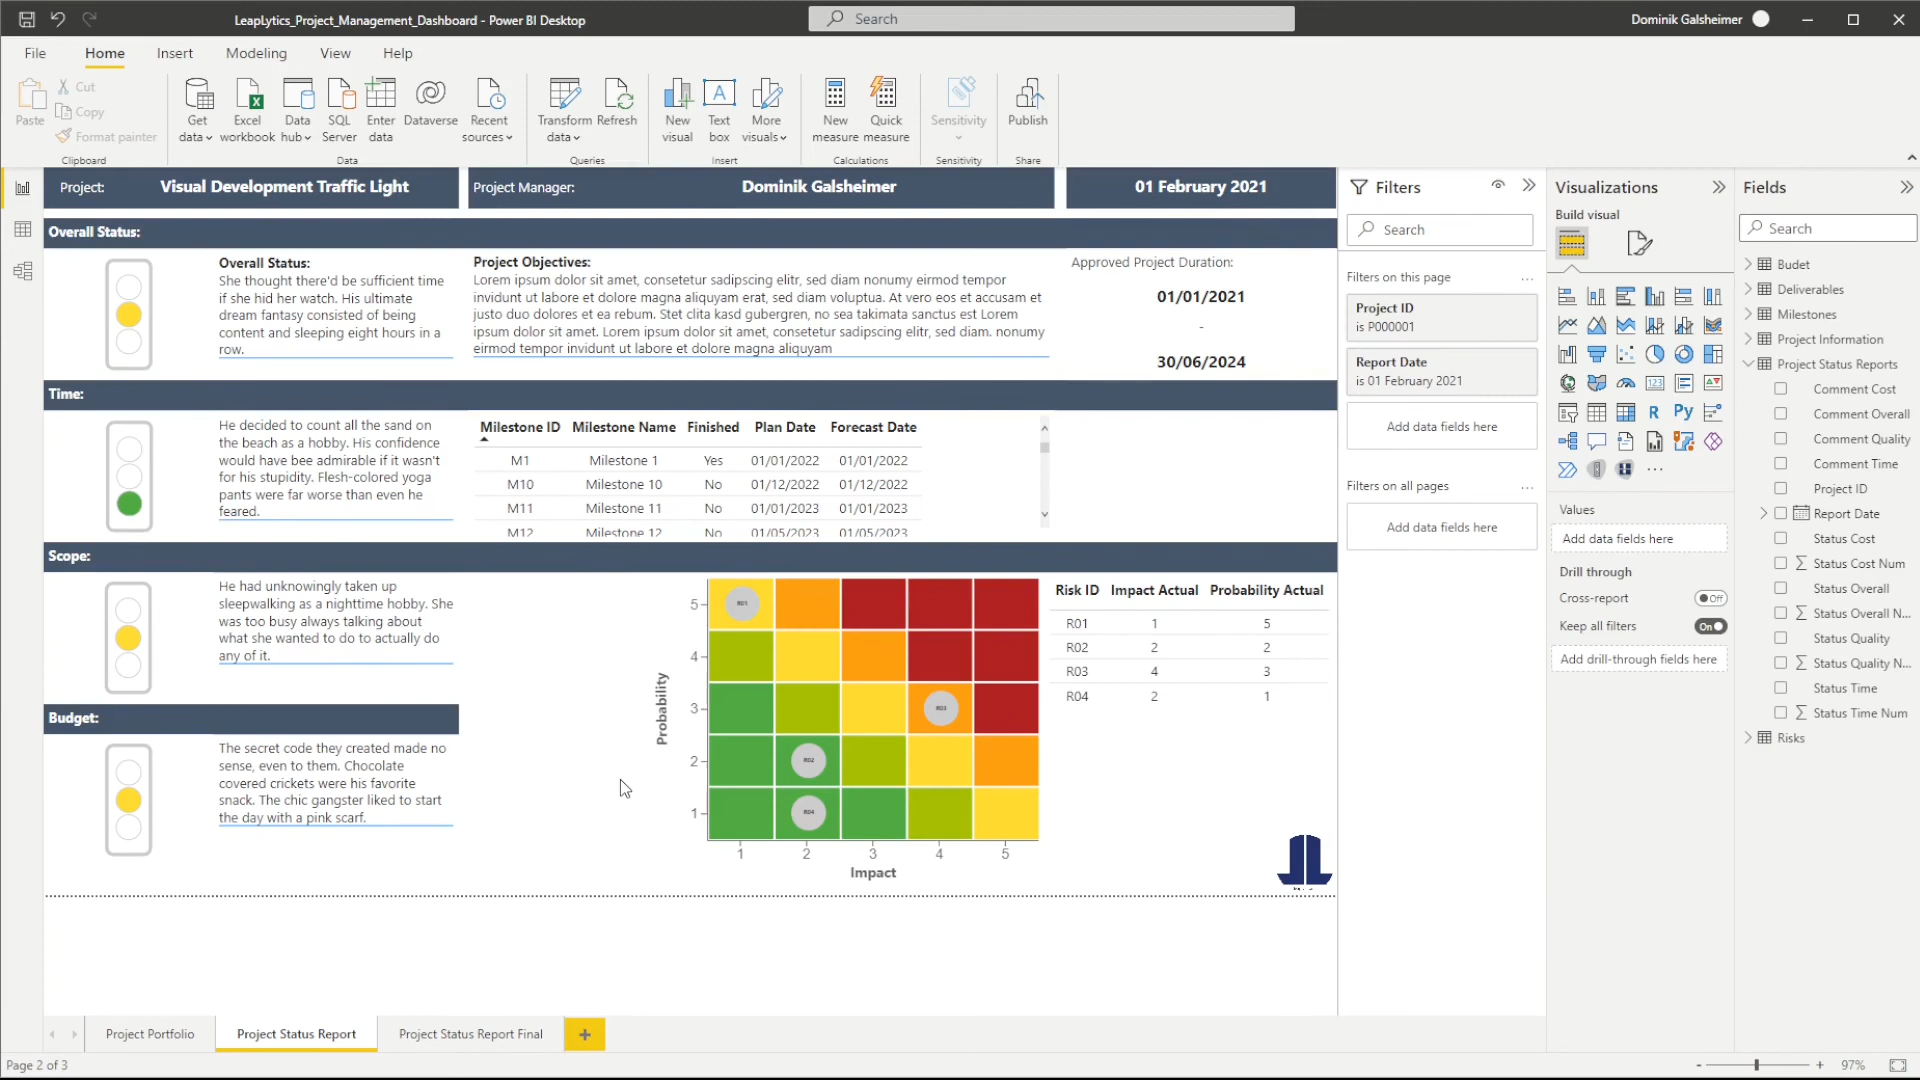 LeapLytics_Project_Management_Dashboard - Power BI Desktop
Search
Dominik Galsheimer
File
Home
Insert
Modeling
View
Help
Paste
Cut
Copy
Format painter
Clipboard
Get data
Excel workbook
Data hub
SQL Server
Enter data
Dataverse
Recent sources
Data
Transform data
Refresh
Queries
New visual
Text box
More visuals
Insert
New measure
Quick measure
Calculations
Sensitivity
Sensitivity
Publish
Share
Project:
Visual Development Traffic Light
Project Manager:
Dominik Galsheimer
01 February 2021
Overall Status:
Overall Status:
She thought there'd be sufficient time
if she hid her watch. His ultimate
dream fantasy consisted of being
content and sleeping eight hours in a
row.
Project Objectives:
Lorem ipsum dolor sit amet, consetetur sadipscing elitr, sed diam nonumy eirmod tempor
invidunt ut labore et dolore magna aliquyam erat, sed diam voluptua. At vero eos et accusam et
justo duo dolores et ea rebum. Stet clita kasd gubergren, no sea takimata sanctus est Lorem
ipsum dolor sit amet. Lorem ipsum dolor sit amet, consetetur sadipscing elitr, sed diam. nonumy
eirmod tempor invidunt ut labore et dolore magna aliquyam
Approved Project Duration:
01/01/2021
-
30/06/2024
Time:
He decided to count all the sand on
the beach as a hobby. His confidence
would have bee admirable if it wasn't
for his stupidity. Flesh-colored yoga
pants were far worse than even he
feared.
Milestone ID Milestone Name Finished Plan Date Forecast Date
M1 Milestone 1 Yes 01/01/2022 01/01/2022
M10 Milestone 10 No 01/12/2022 01/12/2022
M11 Milestone 11 No 01/01/2023 01/01/2023
M12 Milestone 12 No 01/05/2023 01/05/2023
Scope:
He had unknowingly taken up
sleepwalking as a nighttime hobby. She
was too busy always talking about
what she wanted to do to actually do
any of it.
Budget:
The secret code they created made no
sense, even to them. Chocolate
covered crickets were his favorite
snack. The chic gangster liked to start
the day with a pink scarf.
Probability
5
4
3
2
1
R01
R03
R02
R04
1 2 3 4 5
Impact
Risk ID Impact Actual Probability Actual
R01 1 5
R02 2 2
R03 4 3
R04 2 1
Filters
Search
Filters on this page
...
Project ID
is P000001
Report Date
is 01 February 2021
Add data fields here
Filters on all pages
...
Add data fields here
Visualizations
Build visual
123
R
Py
...
Values
Add data fields here
Drill through
Cross-report
Off
Keep all filters
On
Add drill-through fields here
Fields
Search
Budet
Deliverables
Milestones
Project Information
Project Status Reports
Comment Cost
Comment Overall
Comment Quality
Comment Time
Project ID
Report Date
Status Cost
∑ Status Cost Num
Status Overall
∑ Status Overall N...
Status Quality
∑ Status Quality N...
Status Time
∑ Status Time Num
Risks
Project Portfolio
Project Status Report
Project Status Report Final
+
Page 2 of 3
- + 97%